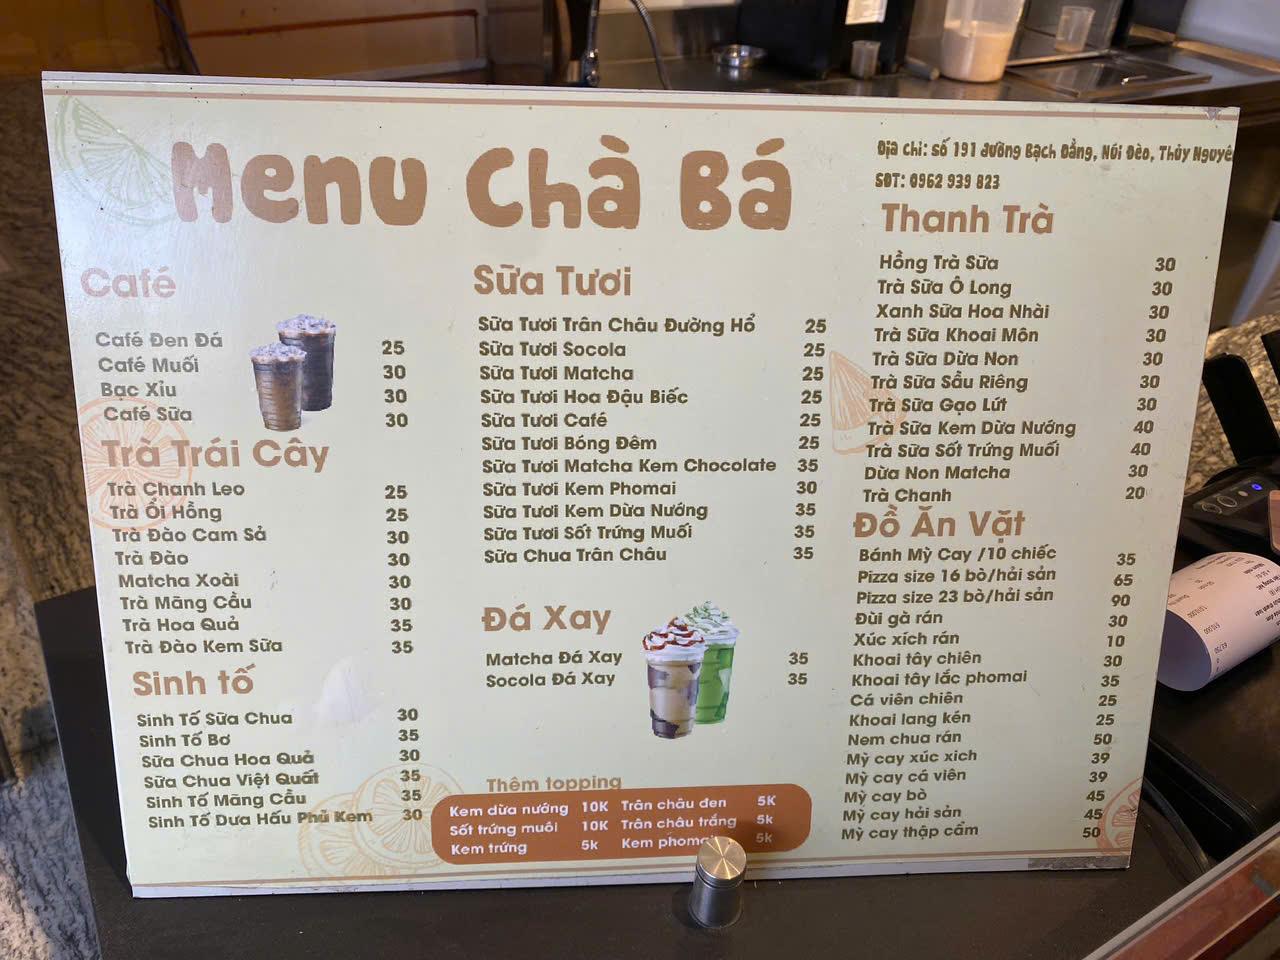 Menu Chà Bá
Địa chỉ: số 191 đường Bạch Đằng, Núi Đèo, Thủy Nguyê
SĐT: 0962 939 823
Café
Café Đen Đá 25
Café Muối 30
Bạc Xỉu 30
Café Sữa 30
Trà Trái Cây
Trà Chanh Leo 25
Trà Ổi Hồng 25
Trà Đào Cam Sả 30
Trà Đào 30
Matcha Xoài 30
Trà Mãng Cầu 30
Trà Hoa Quả 35
Trà Đào Kem Sữa 35
Sinh tố
Sinh Tố Sữa Chua 30
Sinh Tố Bơ 35
Sữa Chua Hoa Quả 30
Sữa Chua Việt Quất 35
Sinh Tố Mãng Cầu 35
Sinh Tố Dưa Hấu Phủ Kem 30
Sữa Tươi
Sữa Tươi Trân Châu Đường Hổ 25
Sữa Tươi Socola 25
Sữa Tươi Matcha 25
Sữa Tươi Hoa Đậu Biếc 25
Sữa Tươi Café 25
Sữa Tươi Bóng Đêm 25
Sữa Tươi Matcha Kem Chocolate 35
Sữa Tươi Kem Phomai 30
Sữa Tươi Kem Dừa Nướng 35
Sữa Tươi Sốt Trứng Muối 35
Sữa Chua Trân Châu 35
Đá Xay
Matcha Đá Xay 35
Socola Đá Xay 35
Thêm topping
Kem dừa nướng 10K Trân châu đen 5K
Sốt trứng muôi 10K Trân châu trắng 5k
Kem trứng 5k Kem phoma 5k
Thanh Trà
Hồng Trà Sữa 30
Trà Sữa Ô Long 30
Xanh Sữa Hoa Nhài 30
Trà Sữa Khoai Môn 30
Trà Sữa Dừa Non 30
Trà Sữa Sầu Riêng 30
Trà Sữa Gạo Lứt 30
Trà Sữa Kem Dừa Nướng 40
Trà Sữa Sốt Trứng Muối 40
Dừa Non Matcha 30
Trà Chanh 20
Đồ Ăn Vặt
Bánh Mỳ Cay /10 chiếc 35
Pizza size 16 bò/hải sản 65
Pizza size 23 bò/hải sản 90
Đùi gà rán 30
Xúc xích rán 10
Khoai tây chiên 30
Khoai tây lắc phomai 35
Cá viên chiên 25
Khoai lang kén 25
Nem chua rán 50
Mỳ cay xúc xich 39
Mỳ cay cá viên 39
Mỳ cay bò 45
Mỳ cay hải sản 45
Mỳ cay thập cẩm 50